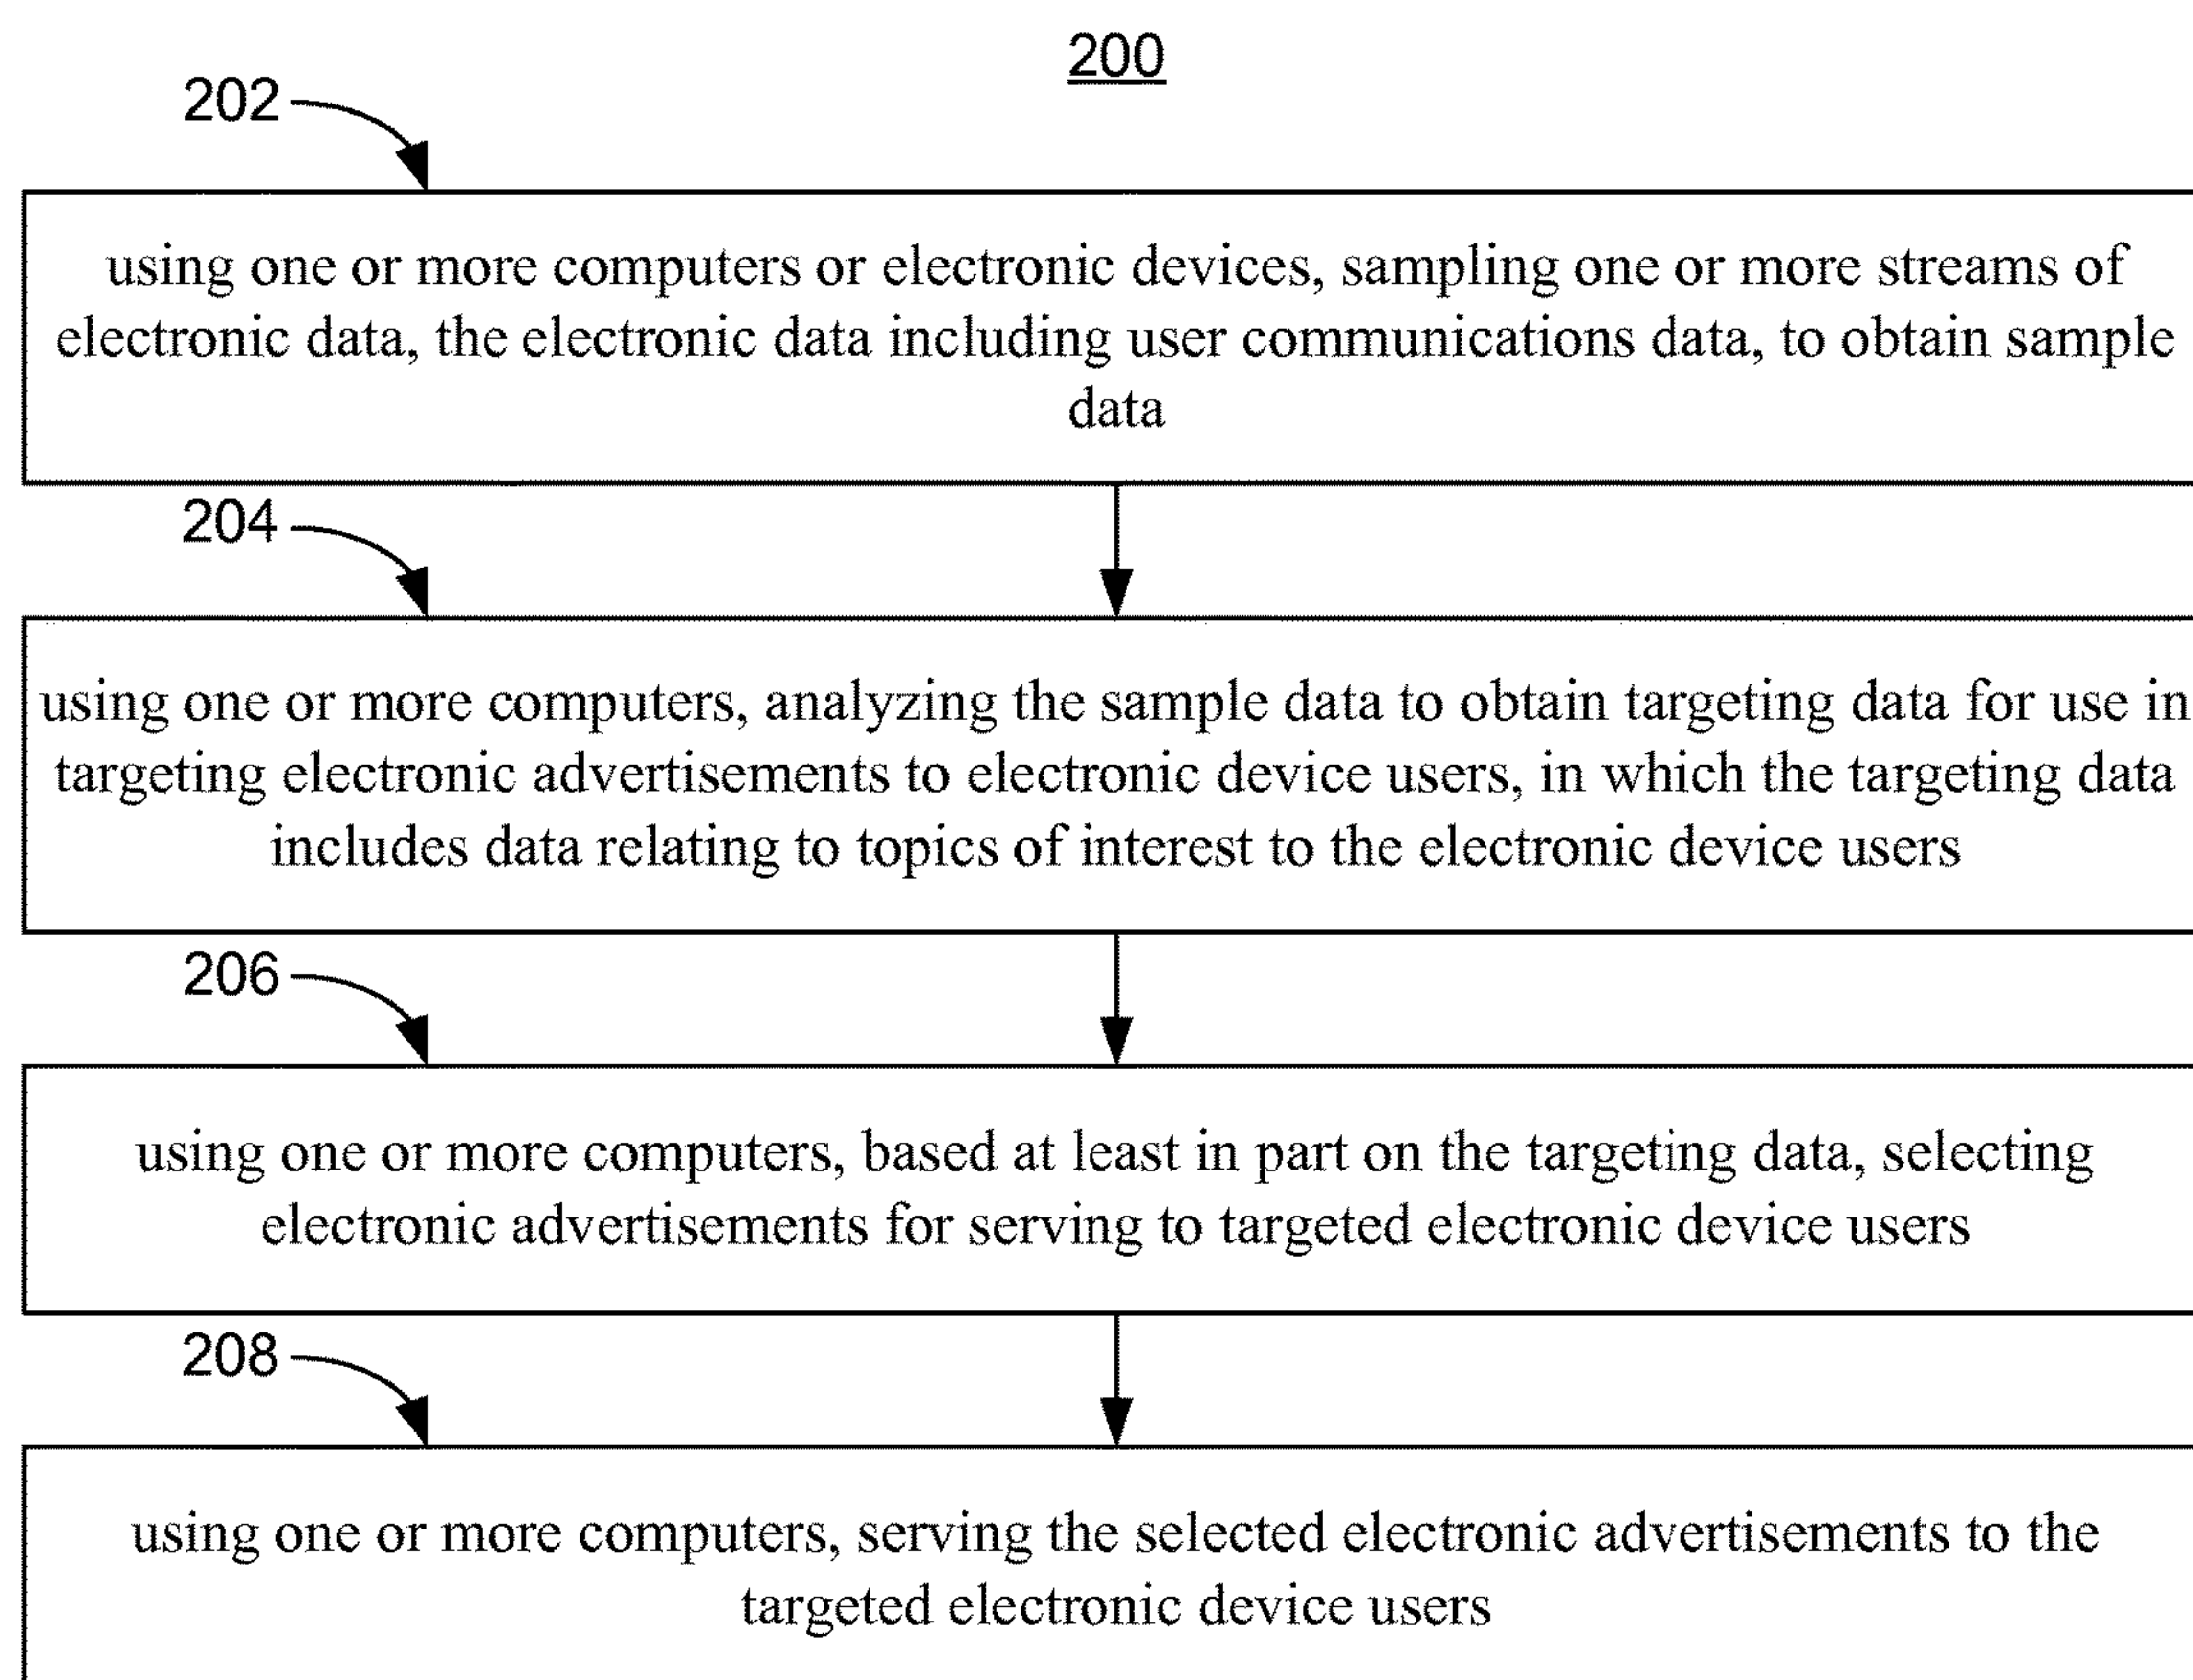 200
202
using one or more computers or electronic devices, sampling one or more streams of
electronic data, the electronic data including user communications data, to obtain sample
data
204
using one or more computers, analyzing the sample data to obtain targeting data for use in
targeting electronic advertisements to electronic device users, in which the targeting data
includes data relating to topics of interest to the electronic device users
206
using one or more computers, based at least in part on the targeting data, selecting
electronic advertisements for serving to targeted electronic device users
208
using one or more computers, serving the selected electronic advertisements to the
targeted electronic device users